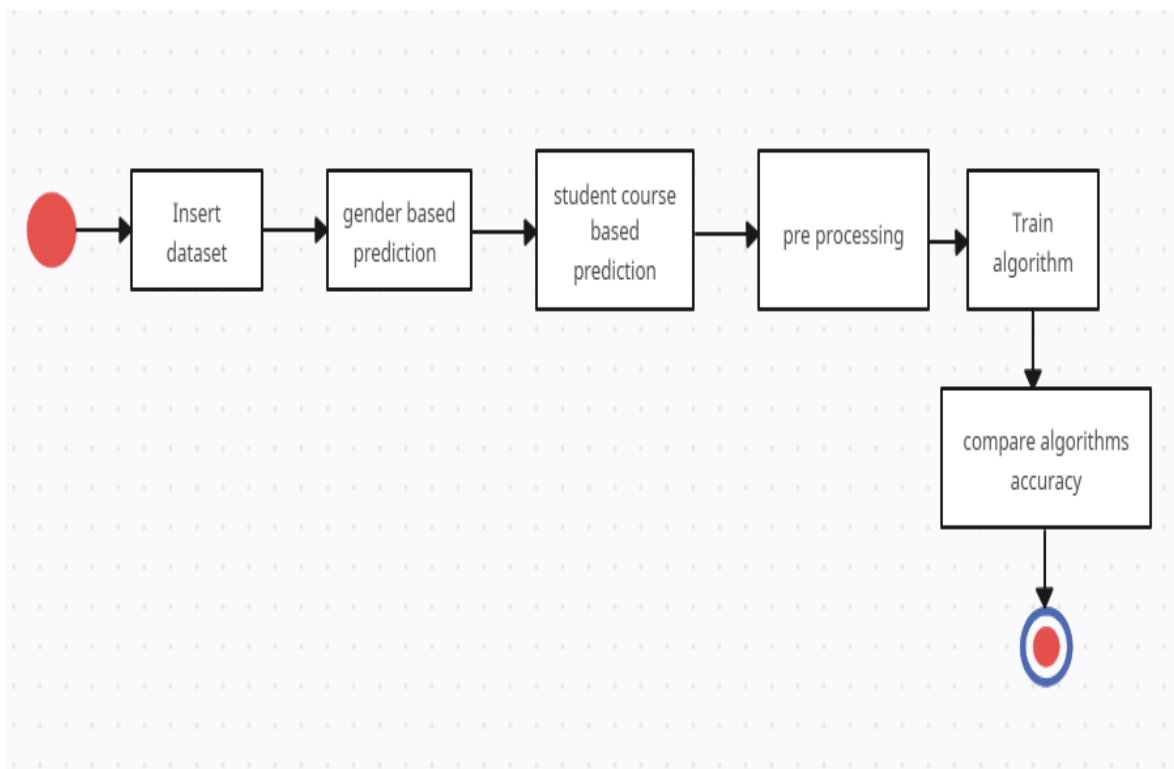 Insert
dataset
gender based
prediction
student course
based
prediction
pre processing
Train
algorithm
compare algorithms
accuracy